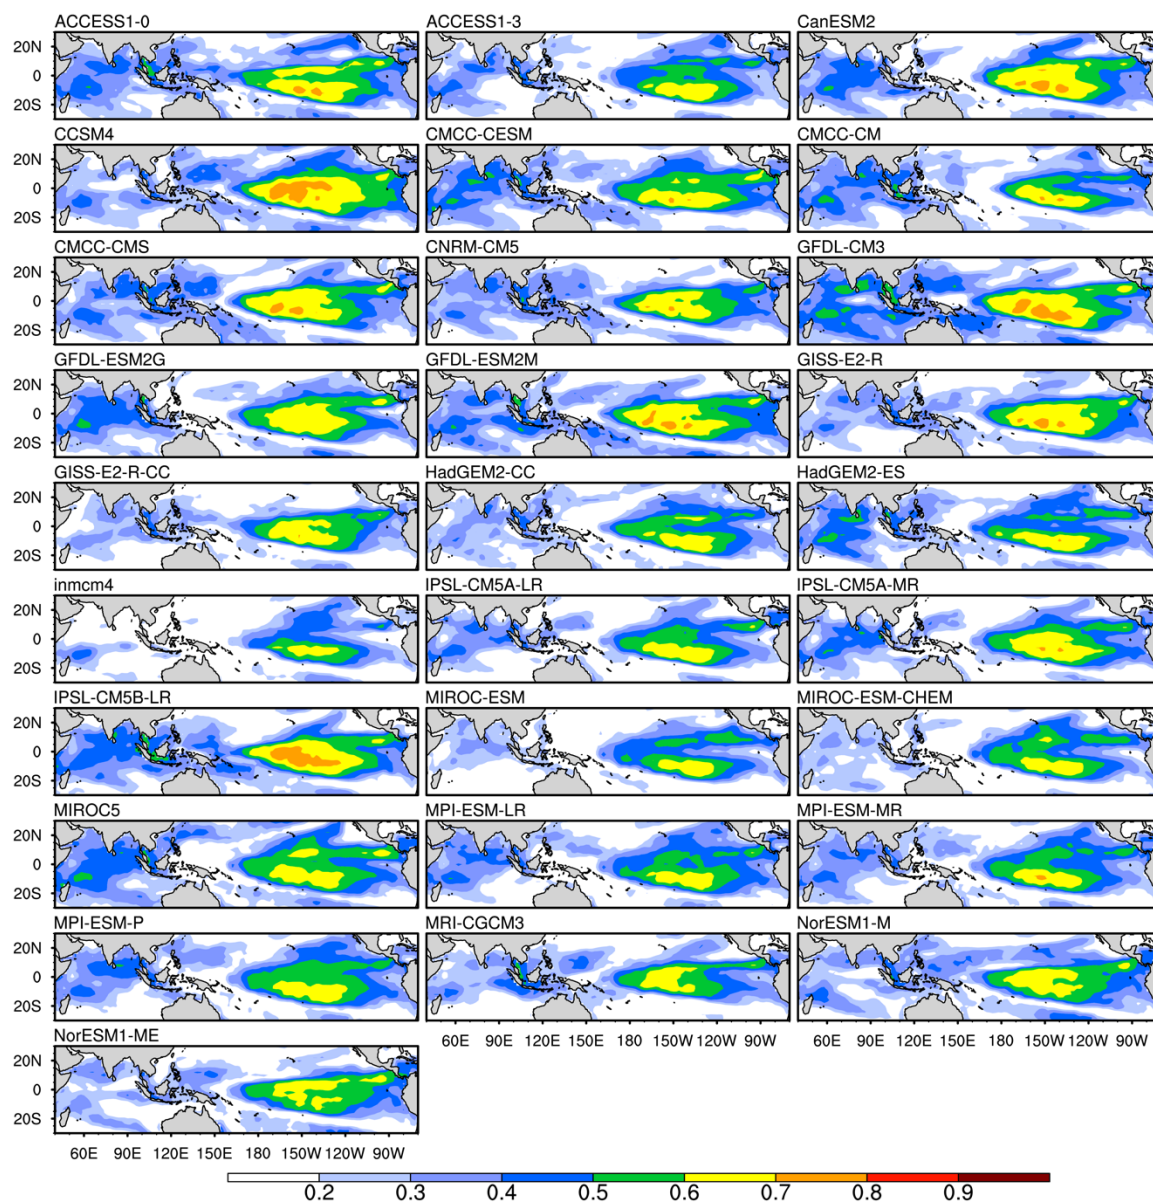 ACCESS1-0 ACCESS1-3 CanESM2
20N
0
20S
CCSM4 CMCC-CESM CMCC-CM
20N
0
20S
CMCC-CMS CNRM-CM5 GFDL-CM3
20N
0
20S
GFDL-ESM2G GFDL-ESM2M GISS-E2-R
20N
0
20S
GISS-E2-R-CC HadGEM2-CC HadGEM2-ES
20N
0
20S
inmcm4 IPSL-CM5A-LR IPSL-CM5A-MR
20N
0
20S
IPSL-CM5B-LR MIROC-ESM MIROC-ESM-CHEM
20N
0
20S
MIROC5 MPI-ESM-LR MPI-ESM-MR
20N
0
20S
MPI-ESM-P MRI-CGCM3 NorESM1-M
20N
0
20S
60E 90E 120E 150E 180 150W 120W 90W 60E 90E 120E 150E 180 150W 120W 90W
NorESM1-ME
20N
0
20S
60E 90E 120E 150E 180 150W 120W 90W
0.2 0.3 0.4 0.5 0.6 0.7 0.8 0.9